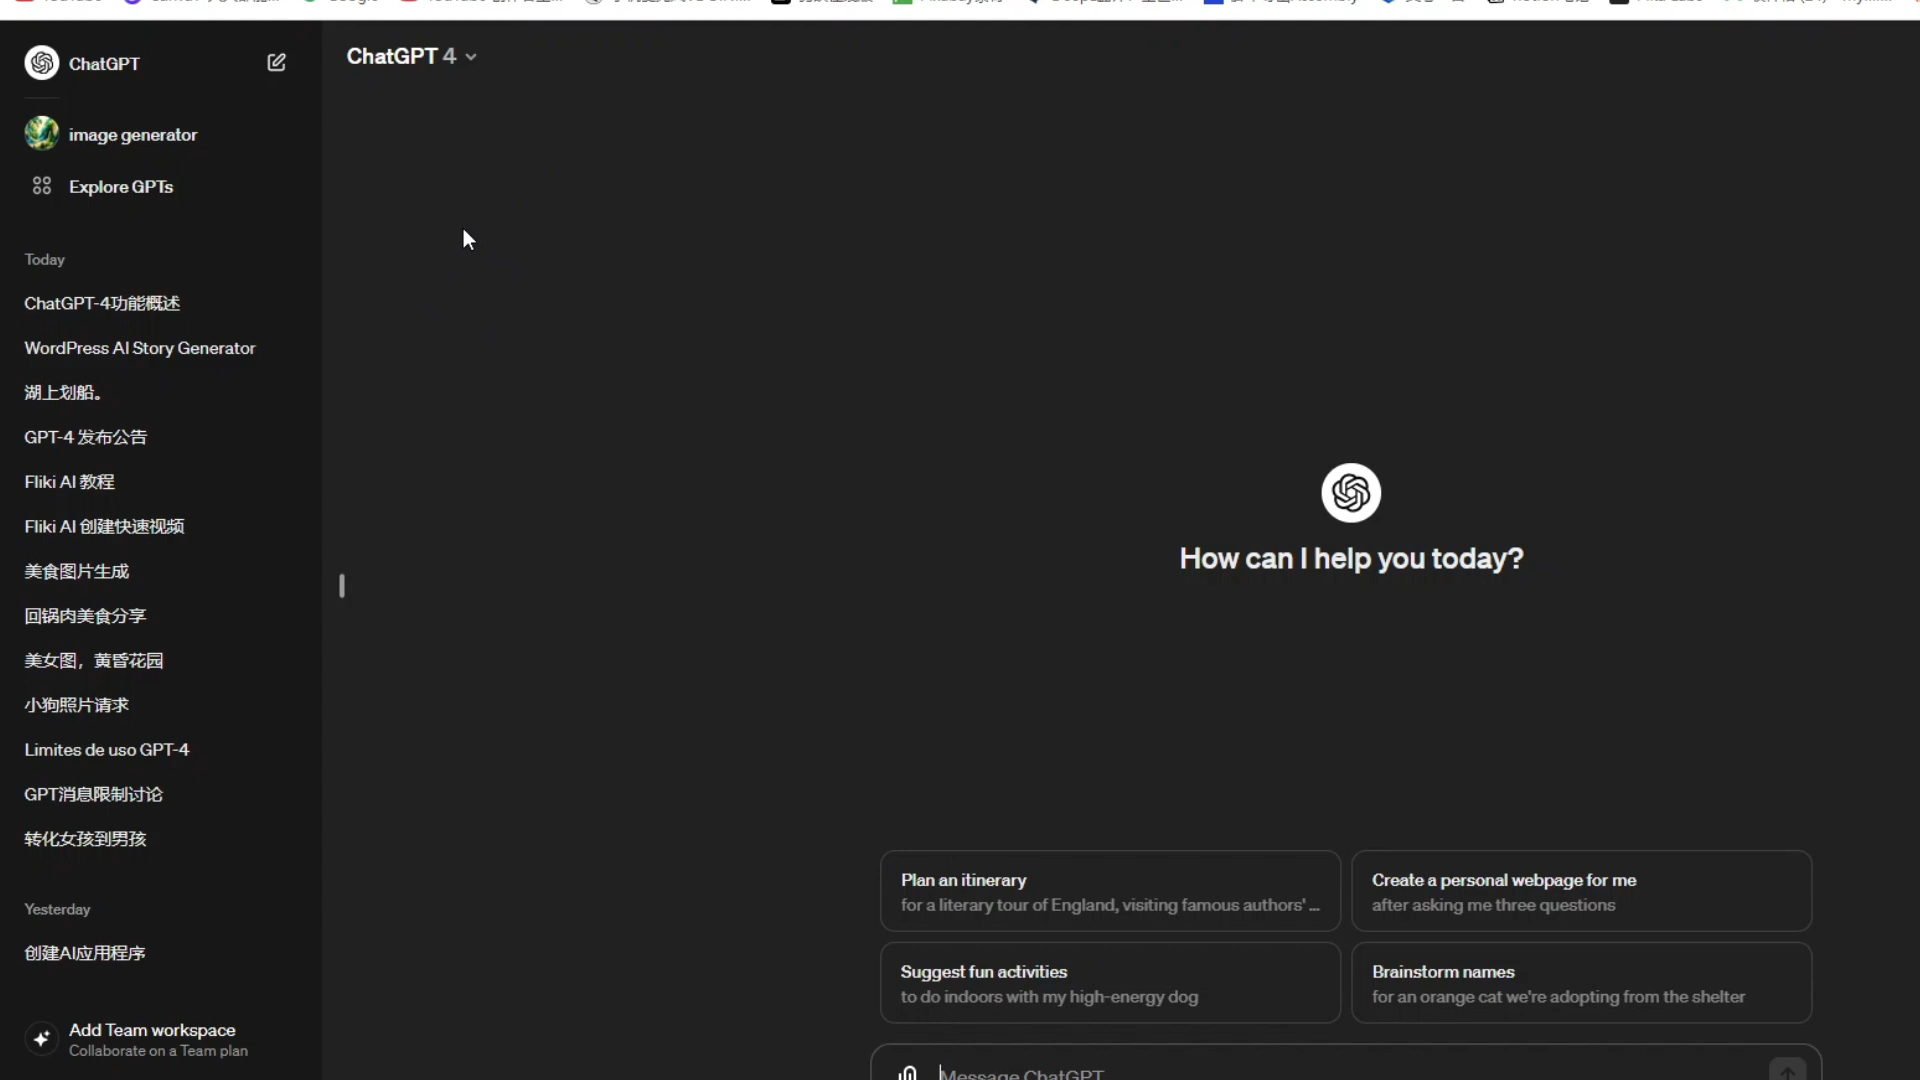 ChatGPT
ChatGPT 4
image generator
Explore GPTs
Today
ChatGPT-4功能概述
WordPress AI Story Generator
湖上划船。
GPT-4 发布公告
Fliki AI 教程
Fliki AI 创建快速视频
美食图片生成
回锅肉美食分享
美女图，黄昏花园
小狗照片请求
Limites de uso GPT-4
GPT消息限制讨论
转化女孩到男孩
Yesterday
创建AI应用程序
Add Team workspace
Collaborate on a Team plan
How can I help you today?
Plan an itinerary
for a literary tour of England, visiting famous authors' ...
Create a personal webpage for me
after asking me three questions
Suggest fun activities
to do indoors with my high-energy dog
Brainstorm names
for an orange cat we're adopting from the shelter
Message ChatGPT